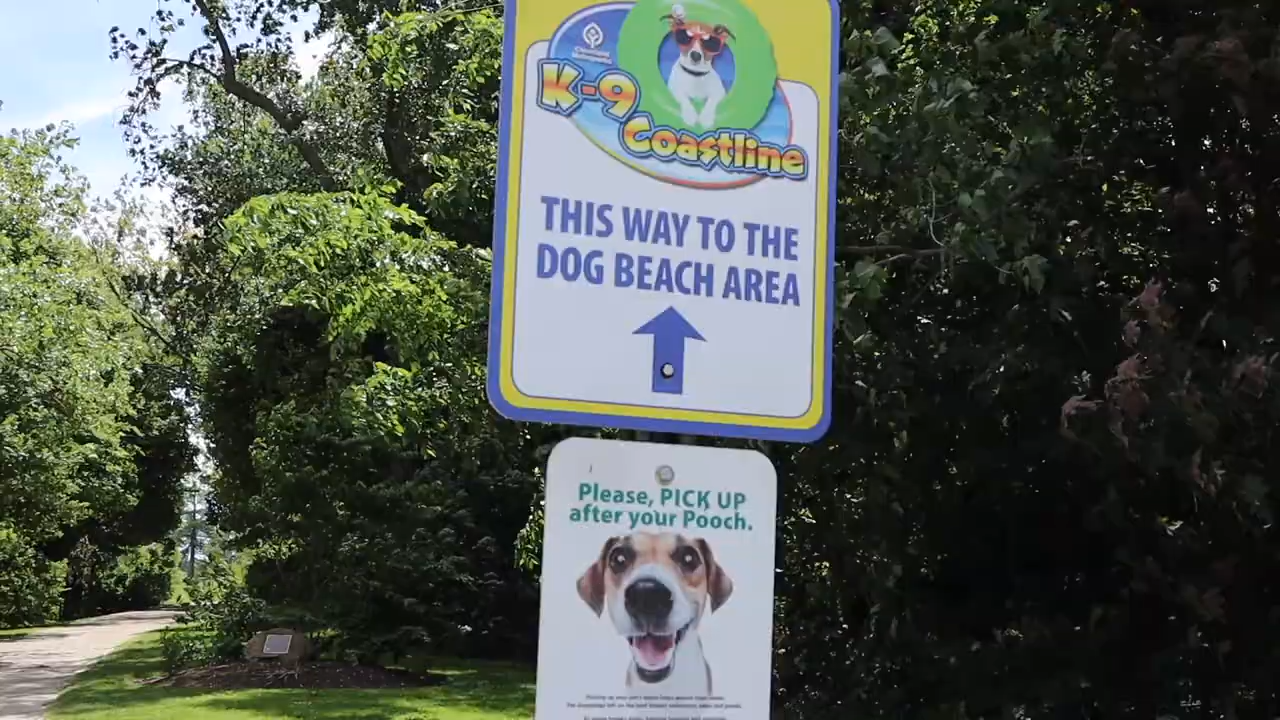 K-9
Coastline
THIS WAY TO THE
DOG BEACH AREA
Please, PICK UP
after your Pooch.